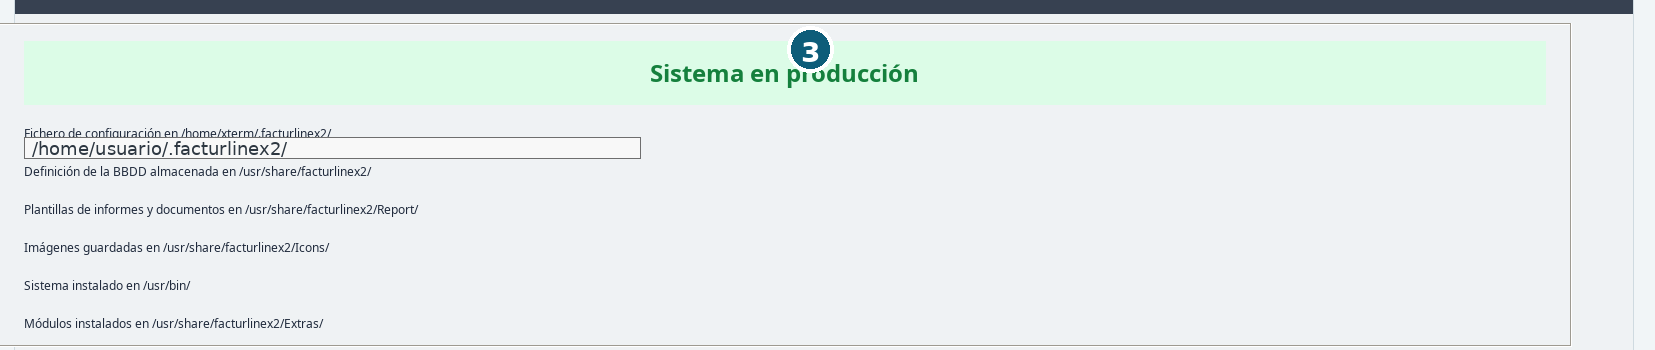 3
Sistema en producción
Fichero de configuración en /home/xterm/.facturlinex2/
/home/usuario/.facturlinex2/
Definición de la BBDD almacenada en /usr/share/facturlinex2/
Plantillas de informes y documentos en /usr/share/facturlinex2/Report/
Imágenes guardadas en /usr/share/facturlinex2/Icons/
Sistema instalado en /usr/bin/
Módulos instalados en /usr/share/facturlinex2/Extras/